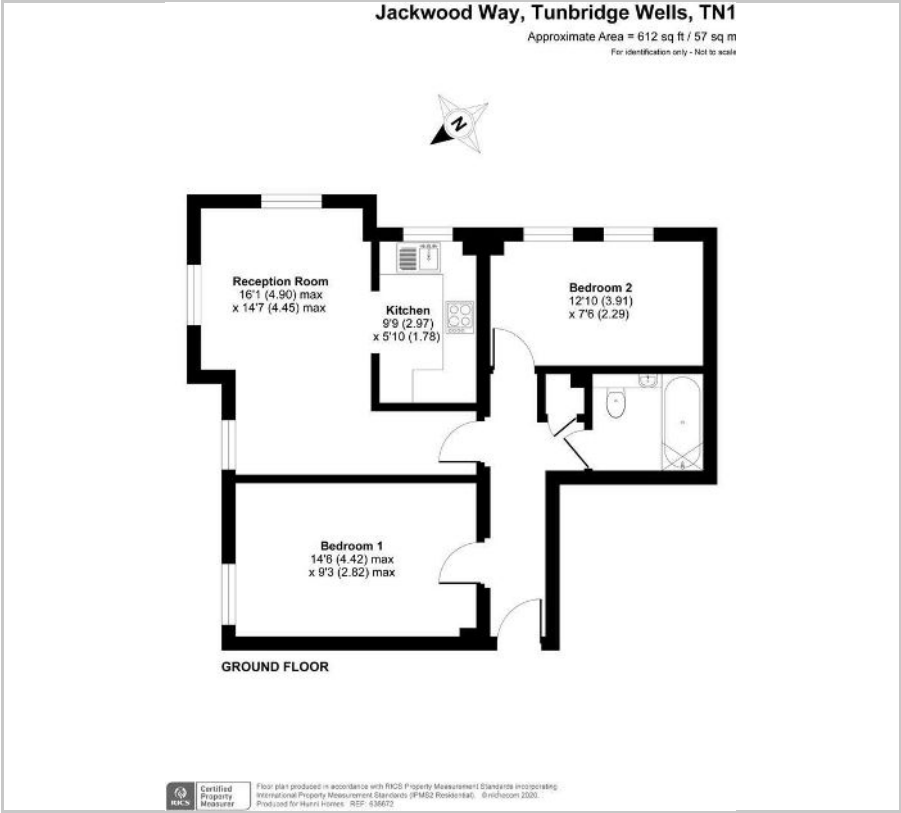 Jackwood Way, Tunbridge Wells, TN1
Approximate Area = 612 sq ft / 57 sq m
For identification only - Not to scale
N
Reception Room
16'1 (4.90) max
x 14'7 (4.45) max
Kitchen
9'9 (2.97)
x 5'10 (1.78)
Bedroom 2
12'10 (3.91)
x 7'6 (2.29)
Bedroom 1
14'6 (4.42) max
x 9'3 (2.82) max
GROUND FLOOR
RICS
Certified
Property
Measurer
Floor plan produced in accordance with RICS Property Measurement Standards incorporating
International Property Measurement Standards (IPMS2 Residential). ©nichecom 2020.
Produced for Hunni Homes. REF: 638672